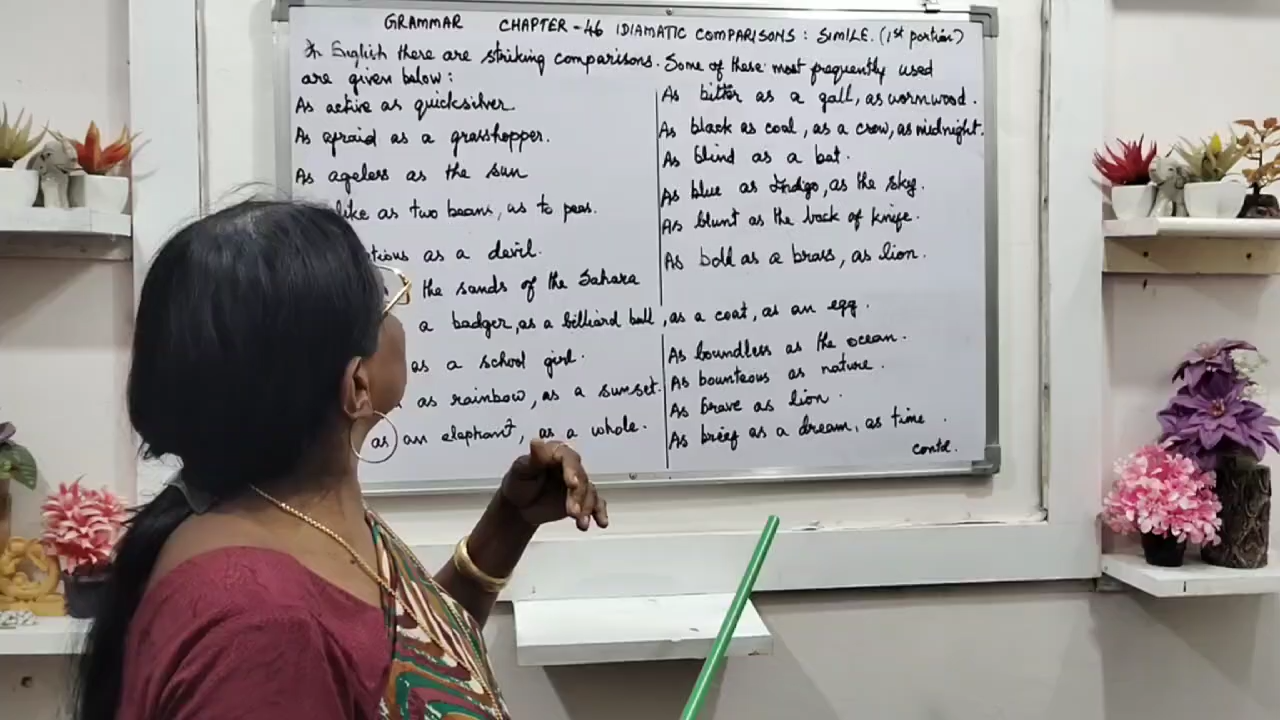 GRAMMAR CHAPTER-46 IDIAMATIC COMPARISONS: SIMILE. (1st portion)
In English there are striking comparisons. Some of these most frequently used
are given below:
As active as quicksilver.
As afraid as a grasshopper.
As ageless as the sun
like as two beans, as to peas.
as a devil.
the sands of the Sahara
a badger, as a billiard ball, as a coat, as an egg.
as a school girl.
as rainbow, as a sunset.
as an elephant, as a whole.
As bitter as a gall, as wormwood.
As black as coal, as a crow, as midnight.
As blind as a bat.
As blue as Indigo, as the sky.
As blunt as the back of knife.
As bold as a brass, as lion.
As boundless as the ocean.
As bounteous as nature.
As brave as lion.
As brief as a dream, as time.
contd.